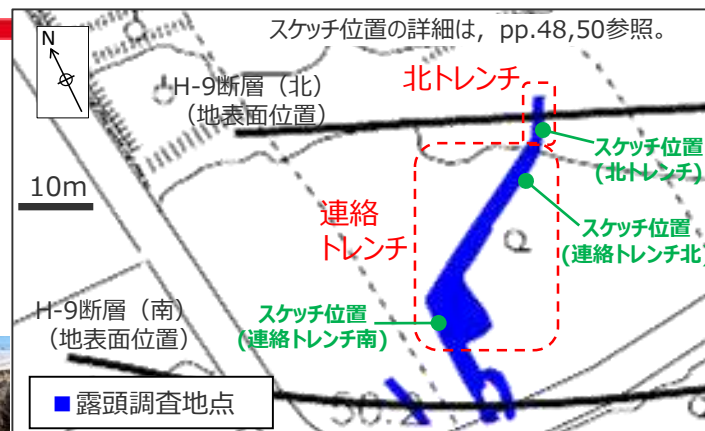 スケッチ位置の詳細は，pp.48,50参照。
N
北トレンチ
H-9断層（北）
（地表面位置）
スケッチ位置
(北トレンチ)
10m
連絡
トレンチ
スケッチ位置
(連絡トレンチ北)
H-9断層（南）
（地表面位置）
スケッチ位置
(連絡トレンチ南)
■露頭調査地点
50.2